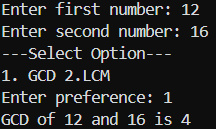 Enter first number: 12
Enter second number: 16
---Select Option---
1. GCD 2.LCM
Enter preference: 1
GCD of 12 and 16 is 4